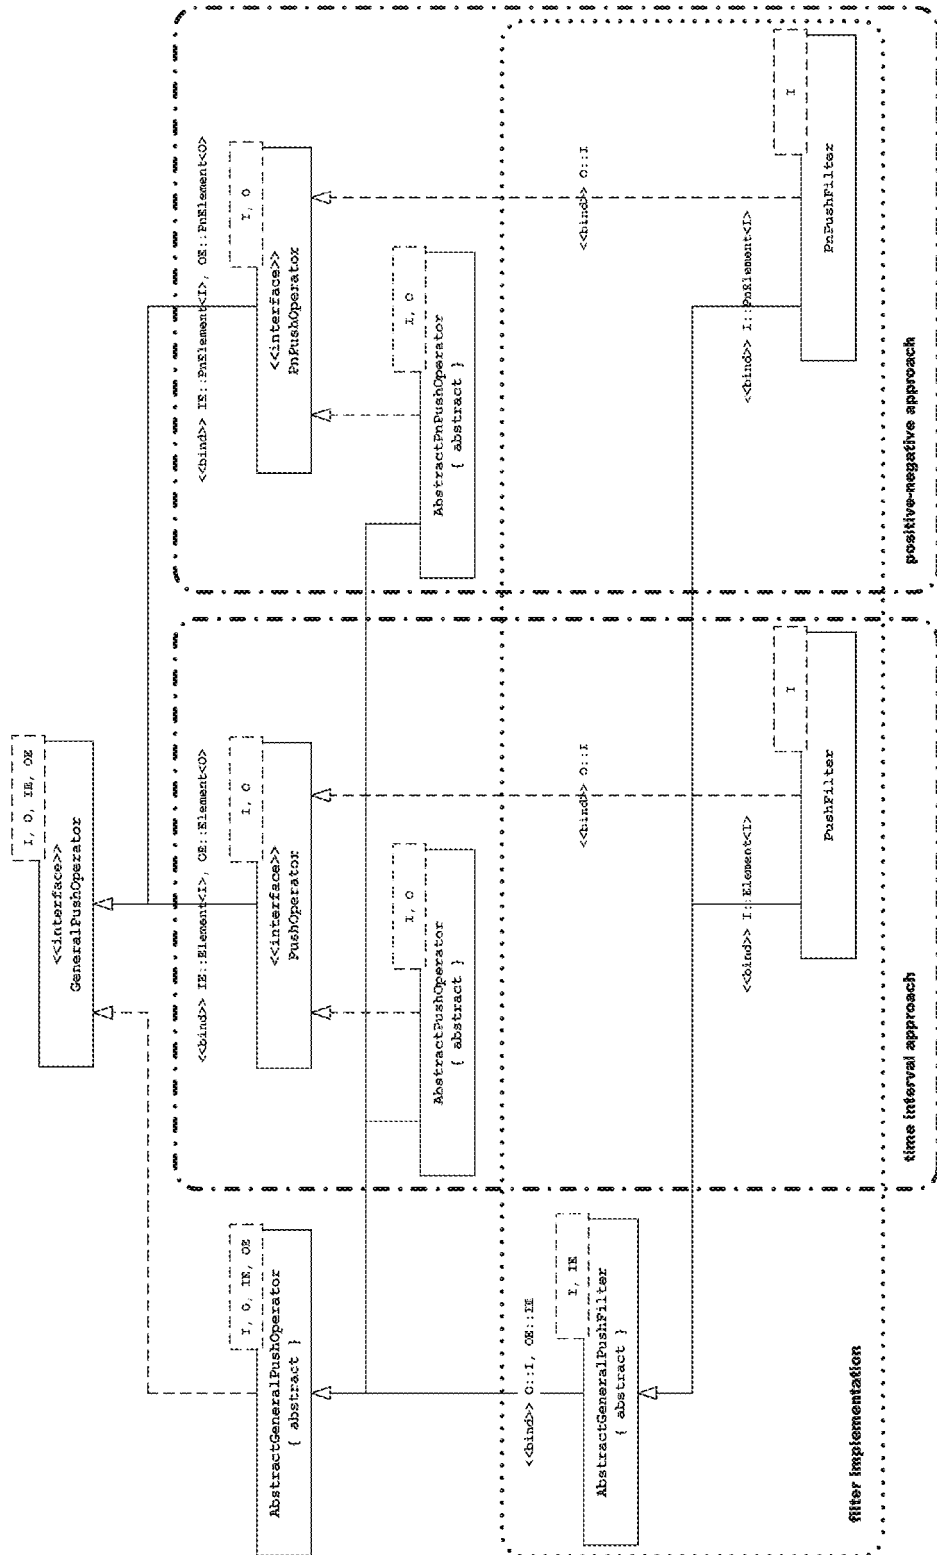 I, O, IE, OE
<<interface>>
GeneralPushOperator
I, O, IE, OE
AbstractGeneralPushOperator
{ abstract }
<<bind>> IE::Element<I>, OE::Element<O>
I, O
<<interface>>
PushOperator
<<bind>> IE::PnElement<I>, OE::PnElement<O>
I, O
<<interface>>
PnPushOperator
I, O
AbstractPushOperator
{ abstract }
I, O
AbstractPnPushOperator
{ abstract }
<<bind>> O::I, OE::IE
I, IE
AbstractGeneralPushFilter
{ abstract }
<<bind>> O::I
<<bind>> O::I
<<bind>> I::Element<I>
<<bind>> I::PnElement<I>
I
PushFilter
I
PnPushFilter
filter implementation
time interval approach
positive-negative approach